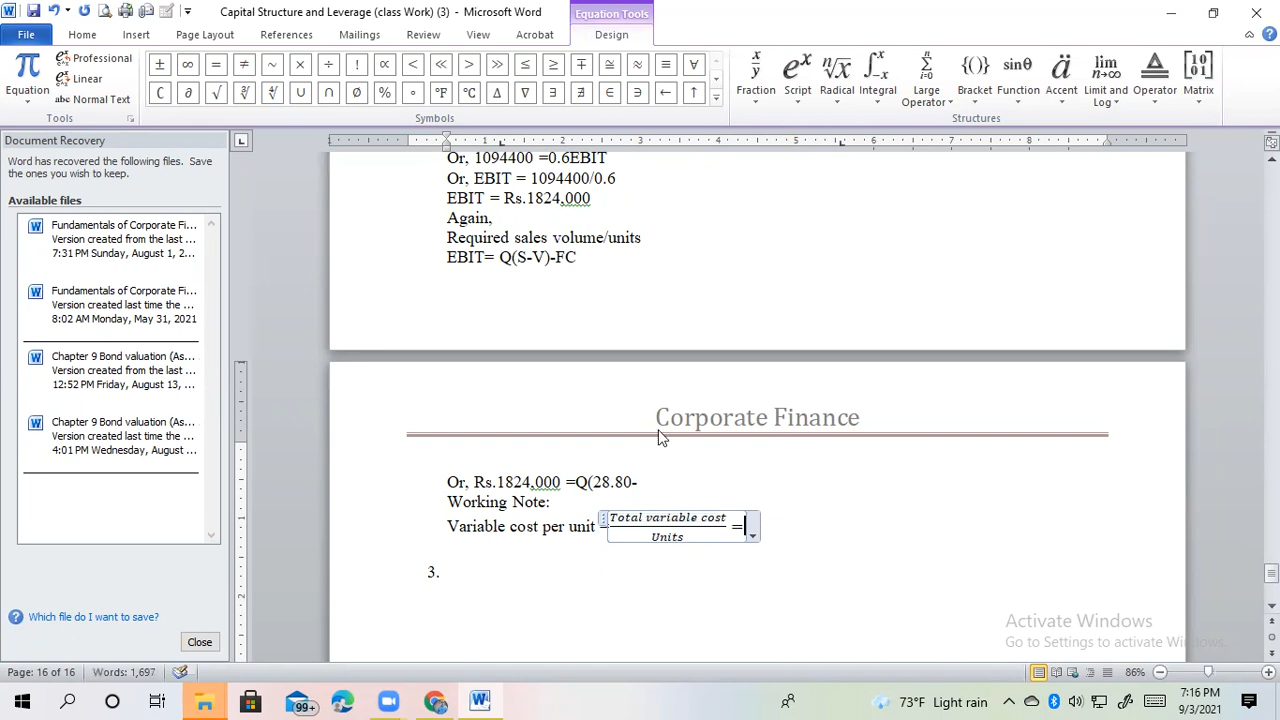 Capital Structure and Leverage (class Work) (3) - Microsoft Word
Equation Tools
File Home Insert Page Layout References Mailings Review View Acrobat Design
π Equation
Professional
Linear
abc Normal Text
Tools
± ∞ = ≠ ~ × ÷ ! ∝ < ≪ > ≫ ≤ ≥ ∓ ≅ ≈ ≡ ∀
∁ ∂ √ ∛ ∜ ∪ ∩ ∅ % ° °F °C ∆ ∇ ∃ ∄ ∈ ∋ ← ↑
Symbols
Fraction Script Radical Integral Large Operator Bracket Function Accent Limit and Log Operator Matrix
Structures
Document Recovery
Word has recovered the following files. Save
the ones you wish to keep.
Available files
Fundamentals of Corporate Fi...
Version created from the last ...
7:31 PM Sunday, August 1, 2...
Fundamentals of Corporate Fi...
Version created last time the ...
8:02 AM Monday, May 31, 2021
Chapter 9 Bond valuation (As...
Version created from the last ...
12:52 PM Friday, August 13, ...
Chapter 9 Bond valuation (As...
Version created last time the ...
4:01 PM Wednesday, August ...
Which file do I want to save?
Close
Or, 1094400 =0.6EBIT
Or, EBIT = 1094400/0.6
EBIT = Rs.1824,000
Again,
Required sales volume/units
EBIT= Q(S-V)-FC
Corporate Finance
Or, Rs.1824,000 =Q(28.80-
Working Note:
Variable cost per unit = Total variable cost / Units =
3.
Activate Windows
Go to Settings to activate Windows.
Page: 16 of 16 Words: 1,697 86%
99+
73°F Light rain
7:16 PM
9/3/2021